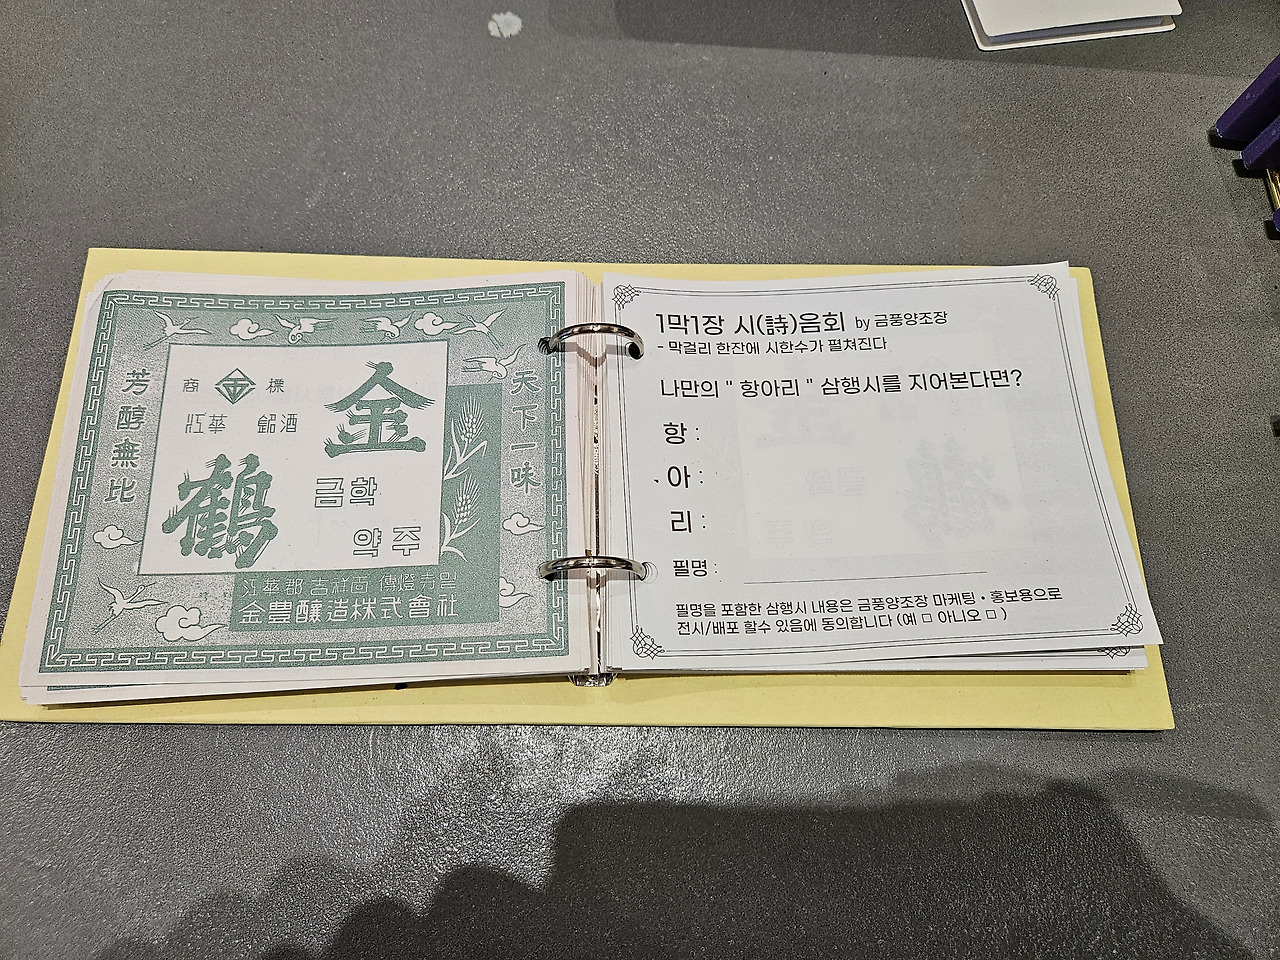 芳醇無比
商 金 標
江華 銘酒
金
鶴
금학
약주
天下一味
江華郡 吉祥面
金豊釀造株式會社
1막1장 시(詩)음회 by 금풍양조장
- 막걸리 한잔에 시한수가 펼쳐진다
나만의 " 항아리 " 삼행시를 지어본다면?
항 :
아 :
리 :
필명 :
필명을 포함한 삼행시 내용은 금풍양조장 마케팅 • 홍보용으로
전시/배포 할수 있음에 동의합니다 (예 □ 아니오 □ )